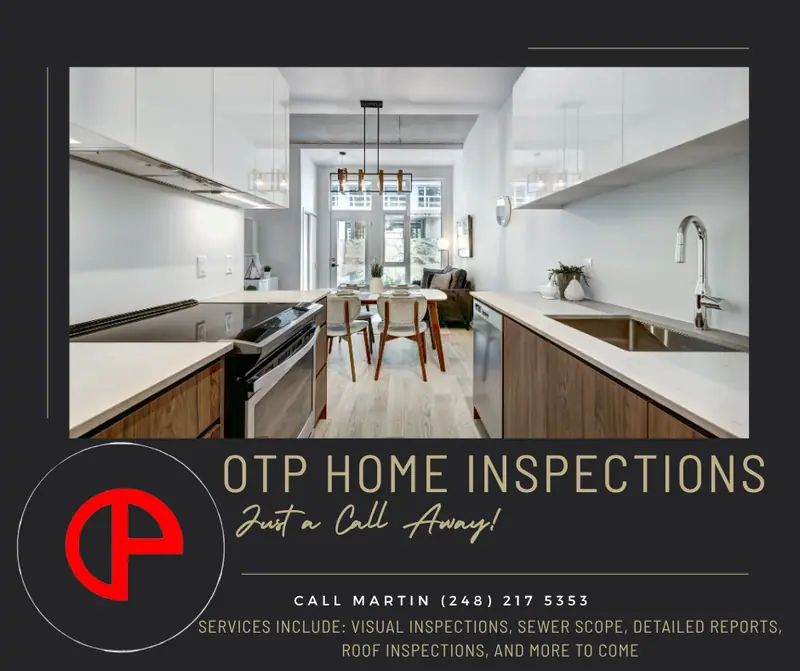 OTP HOME INSPECTIONS
Just a Call Away!
CALL MARTIN (248) 217 5353
SERVICES INCLUDE: VISUAL INSPECTIONS, SEWER SCOPE, DETAILED REPORTS,
ROOF INSPECTIONS, AND MORE TO COME